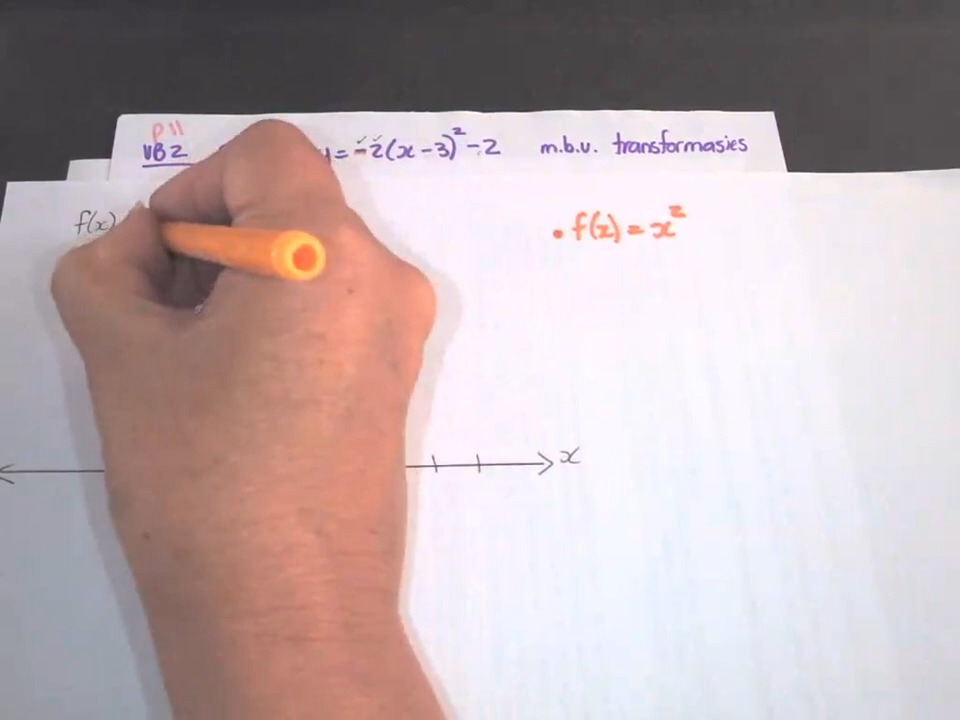 p11
VB2 y = -2(x-3)² - 2 m.b.v. transformasies
f(x)
• f(x) = x²
x